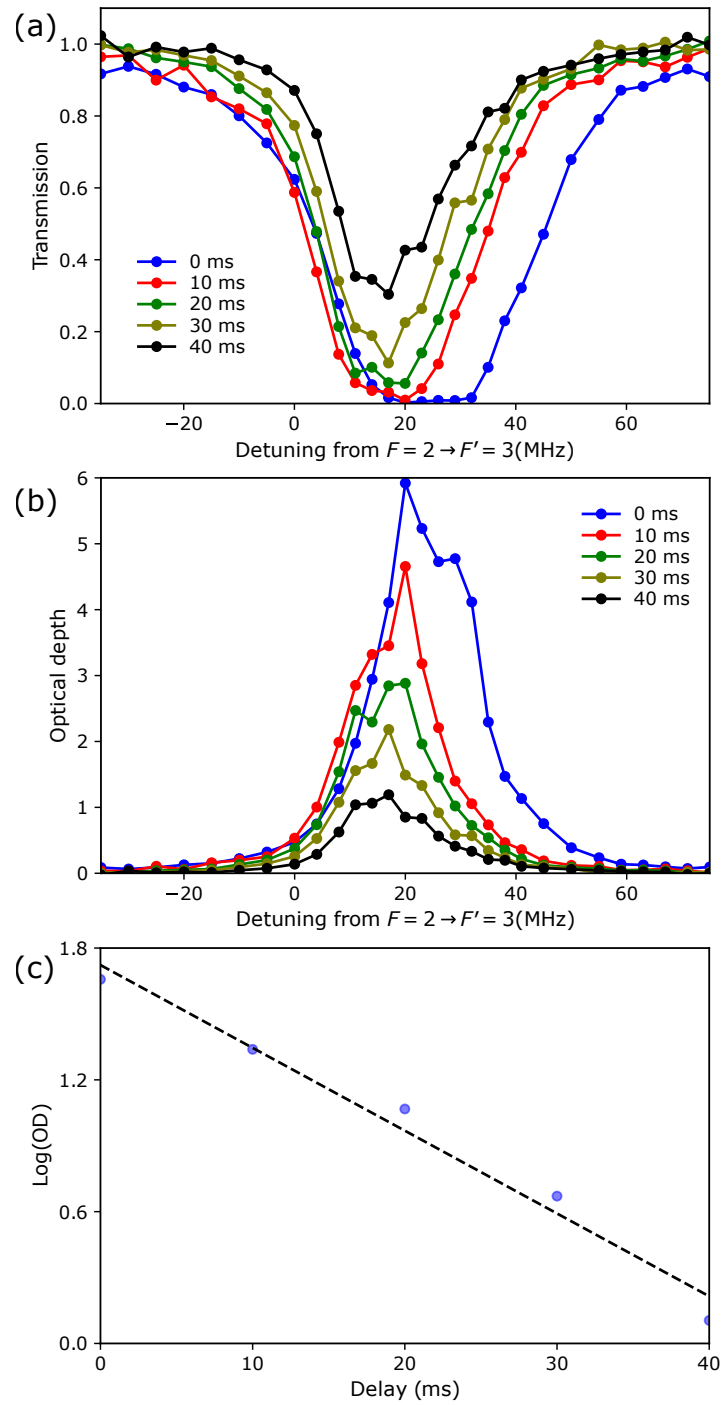 (a)
1.0
0.8
0.6
0.4
0.2
0.0
Transmission
0 ms
10 ms
20 ms
30 ms
40 ms
−20 0 20 40 60
Detuning from F = 2 → F′ = 3(MHz)
(b)
6
5
4
3
2
1
0
Optical depth
0 ms
10 ms
20 ms
30 ms
40 ms
−20 0 20 40 60
Detuning from F = 2 → F′ = 3(MHz)
(c)
1.8
1.2
0.6
0.0
Log(OD)
0 10 20 30 40
Delay (ms)